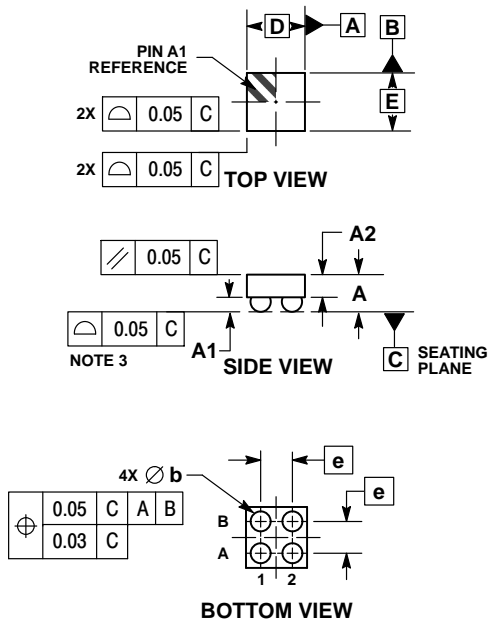 D A B
PIN A1
REFERENCE
E
2X ⌓ 0.05 C
2X ⌓ 0.05 C
TOP VIEW
A2
⫽ 0.05 C
A
⌓ 0.05 C
NOTE 3
A1
SIDE VIEW
C SEATING
PLANE
4X ∅ b
e
e
⌖ 0.05 C A B
0.03 C
B
A
1 2
BOTTOM VIEW